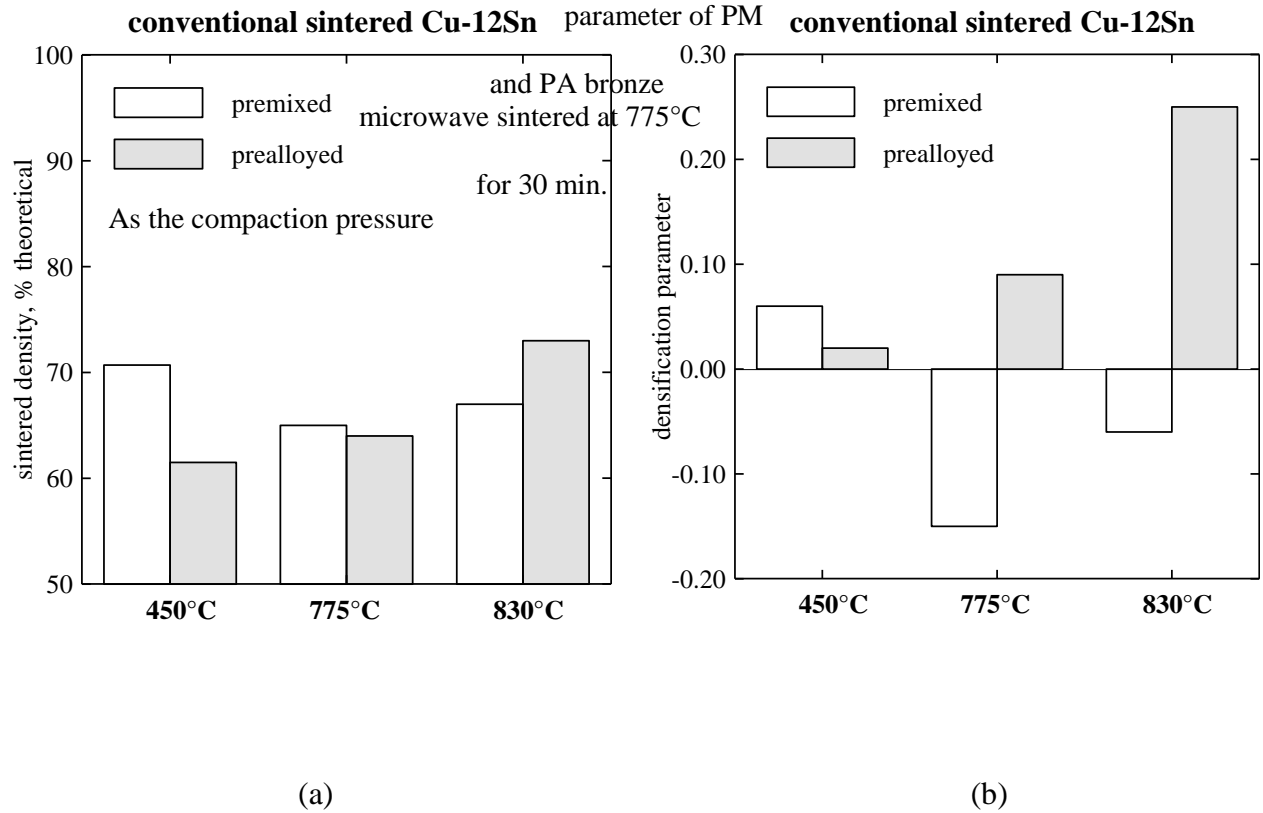 conventional sintered Cu-12Sn
parameter of PM
conventional sintered Cu-12Sn
100
90
80
70
60
50
sintered density, % theoretical
premixed
prealloyed
and PA bronze
microwave sintered at 775°C
for 30 min.
As the compaction pressure
450°C
775°C
830°C
0.30
0.20
0.10
0.00
-0.10
-0.20
densification parameter
premixed
prealloyed
450°C
775°C
830°C
(a)
(b)